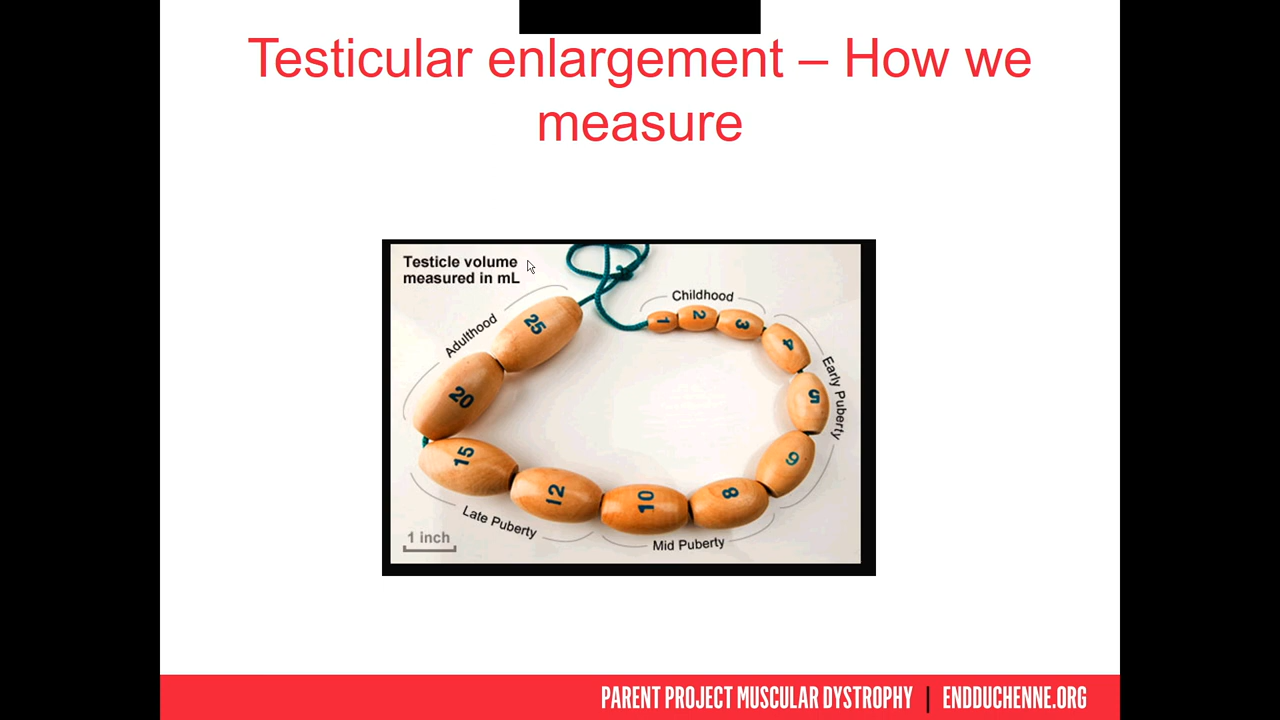 Testicular enlargement – How we
measure
Testicle volume
measured in mL
Childhood
1
2
3
4
5
6
Early Puberty
8
10
Mid Puberty
12
15
Late Puberty
20
25
Adulthood
1 inch
PARENT PROJECT MUSCULAR DYSTROPHY | ENDDUCHENNE.ORG